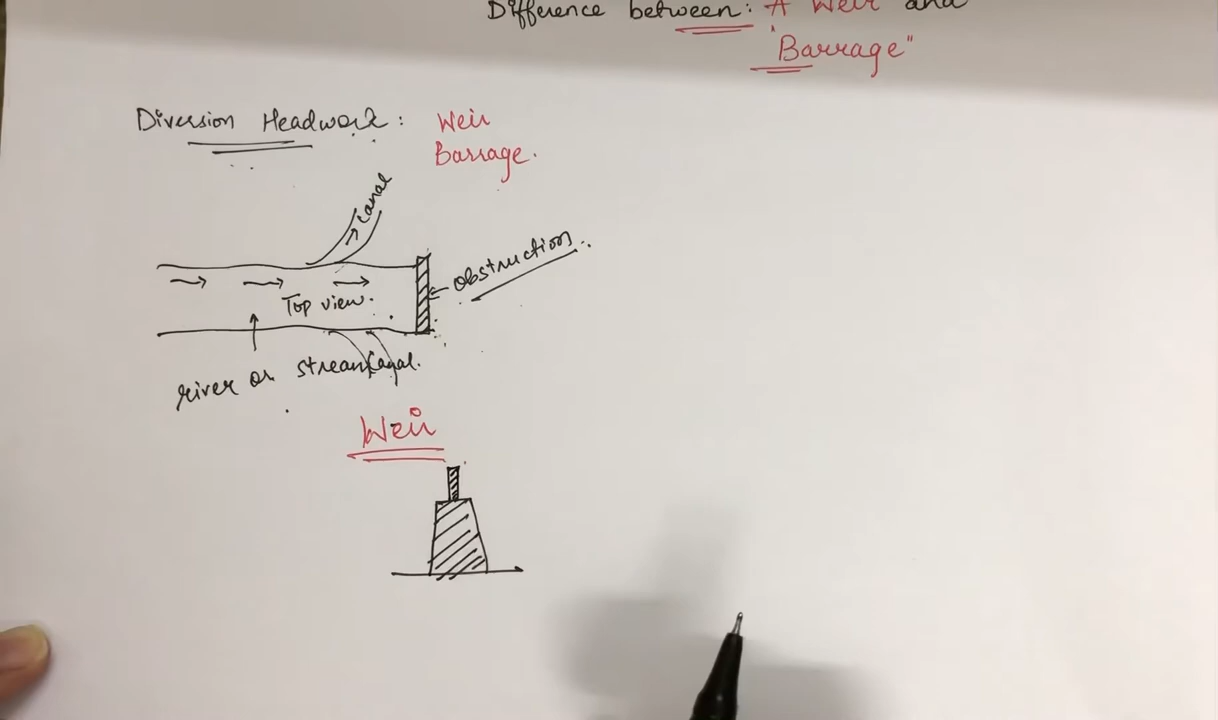 Difference between: A Weir and
"Barrage"
Diversion Headwork: Weir
Barrage.
Canal
obstruction
Top view.
river or stream Canal.
Weir